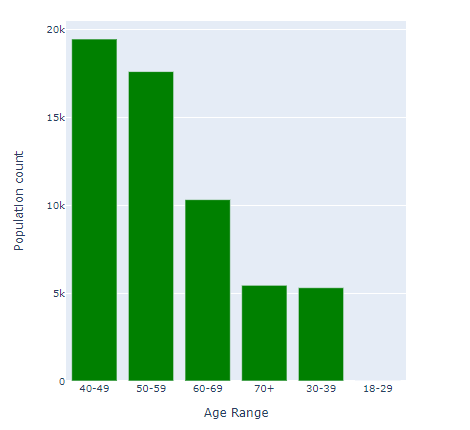 20k
15k
10k
5k
0
Population count
40-49 50-59 60-69 70+ 30-39 18-29
Age Range